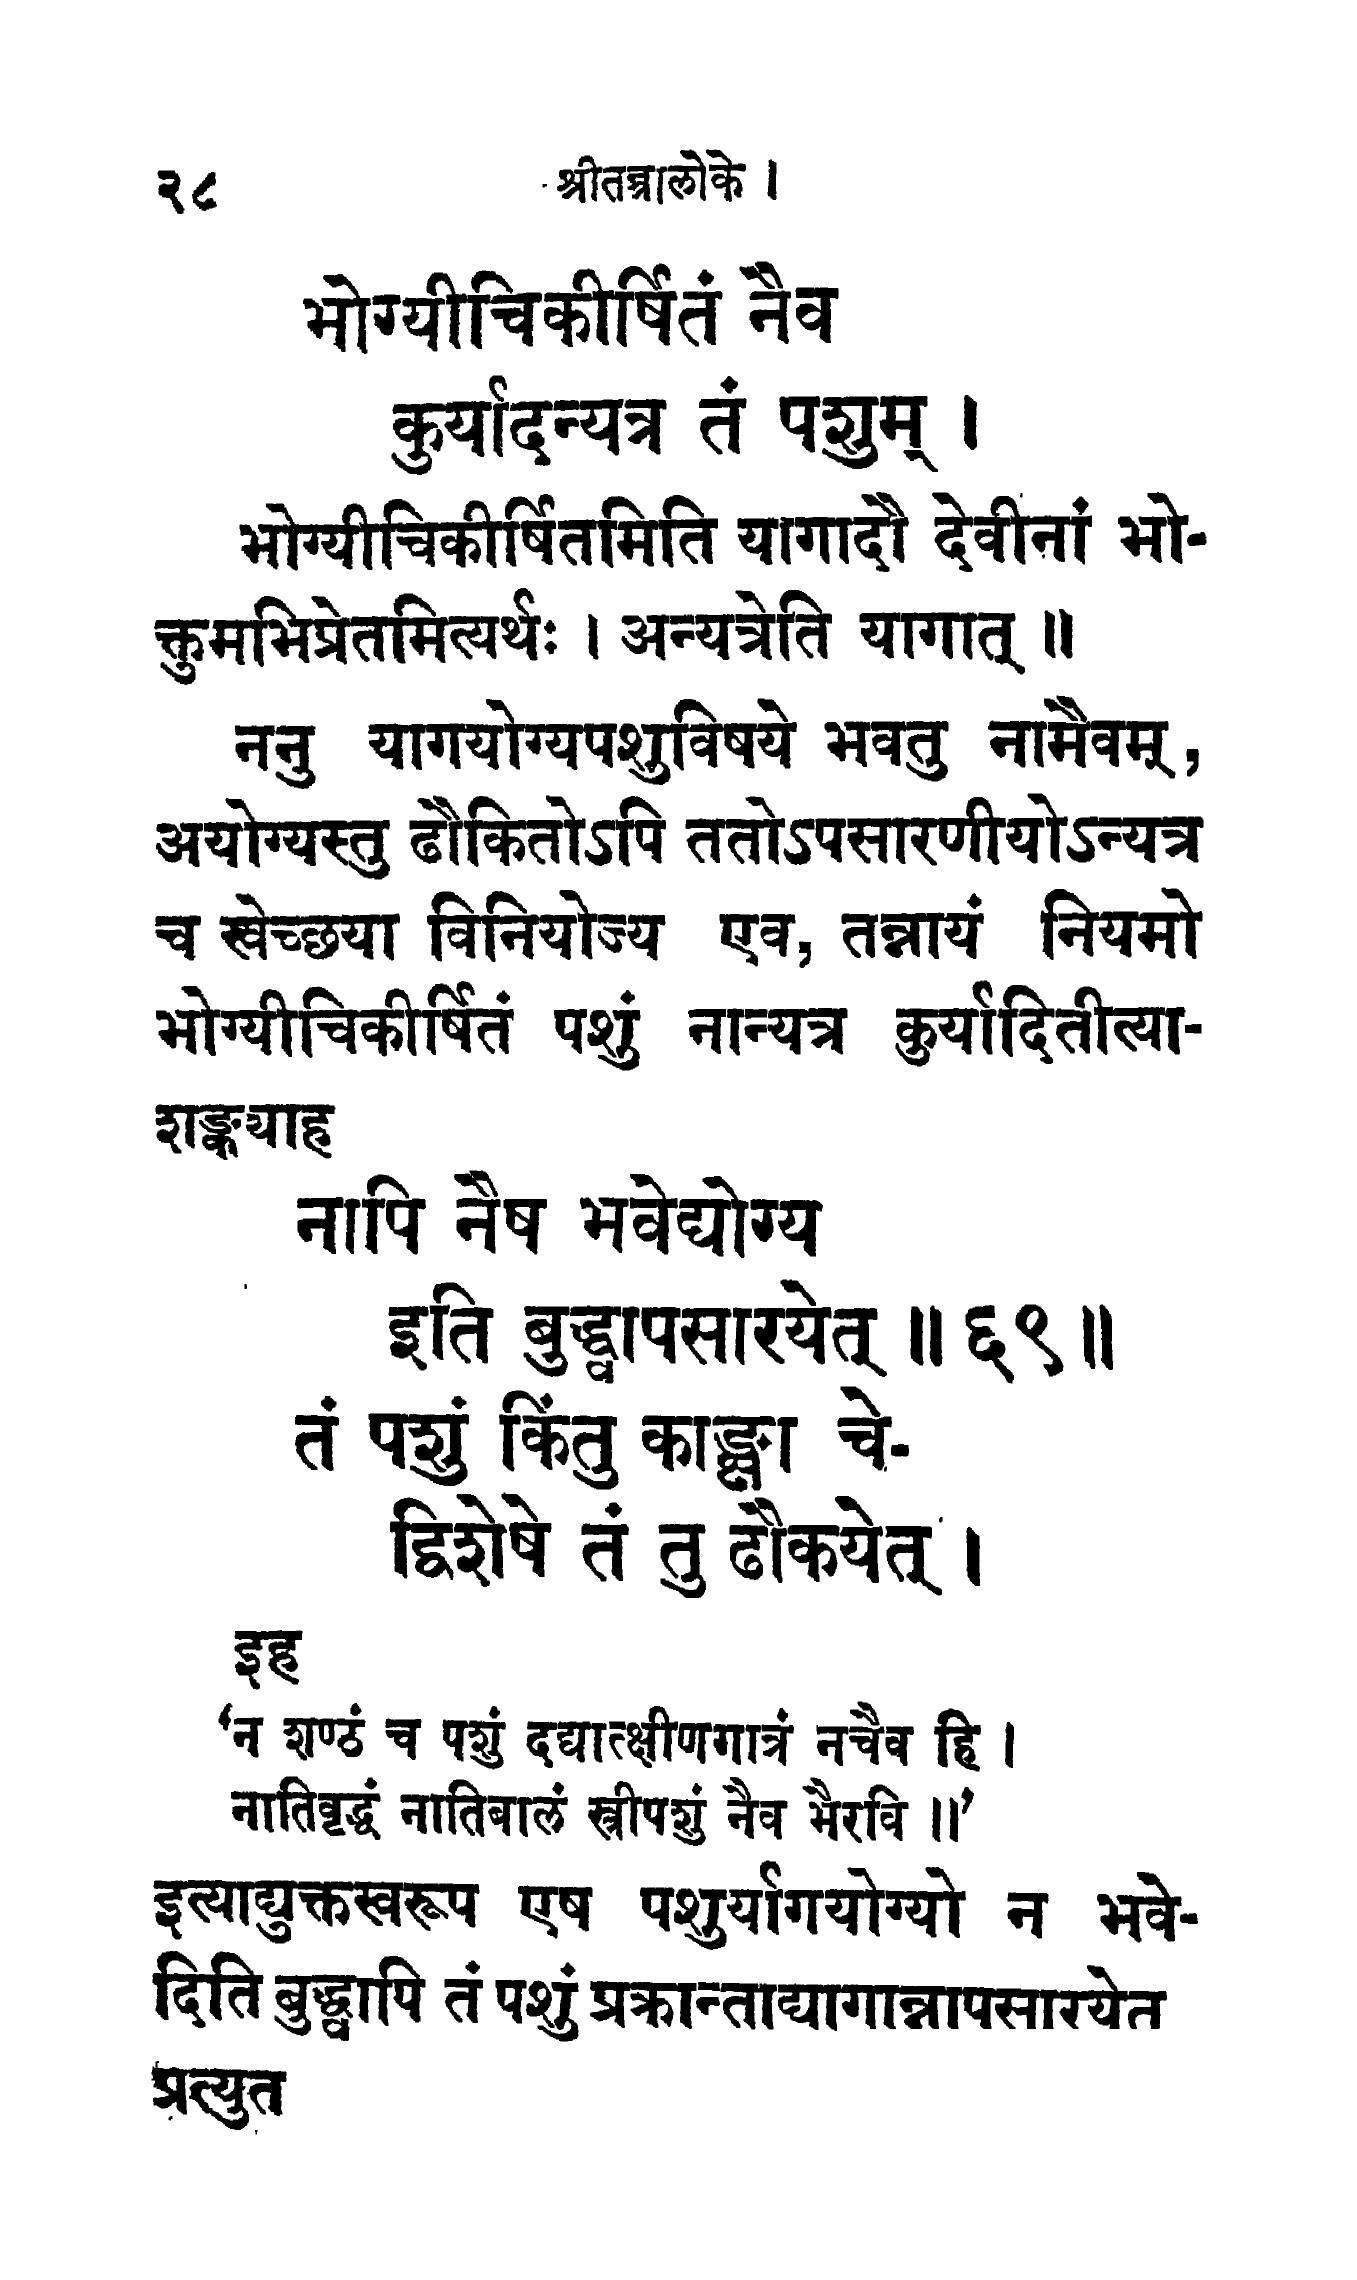 २८ श्रीतन्त्रालोके ।
भोग्यीचिकीर्षितं नैव
कुर्यादन्यत्र तं पशुम् ।
भोग्यीचिकीर्षितमिति यागादौ देवीनां भो-
क्तुमभिप्रेतमित्यर्थः । अन्यत्रेति यागात् ॥
ननु यागयोग्यपशुविषये भवतु नामैवम्,
अयोग्यस्तु ढौकितोऽपि ततोऽपसारणीयोऽन्यत्र
च स्वेच्छया विनियोज्य एव, तन्नायं नियमो
भोग्यीचिकीर्षितं पशुं नान्यत्र कुर्यादितीत्या-
शङ्क्याह
नापि नैष भवेद्योग्य
इति बुद्ध्वापसारयेत् ॥ ६९ ॥
तं पशुं किंतु काङ्क्षा चे-
द्विशेषे तं तु ढौकयेत् ।
इह
‘न शण्ठं च पशुं दद्यात्क्षीणगात्रं नचैव हि ।
नातिवृद्धं नातिबालं स्त्रीपशुं नैव भैरवि ॥’
इत्याद्युक्तस्वरूप एष पशुर्यागयोग्यो न भवे-
दिति बुद्ध्वापि तं पशुं प्रक्रान्ताद्यागान्नापसारयेत
प्रत्युत